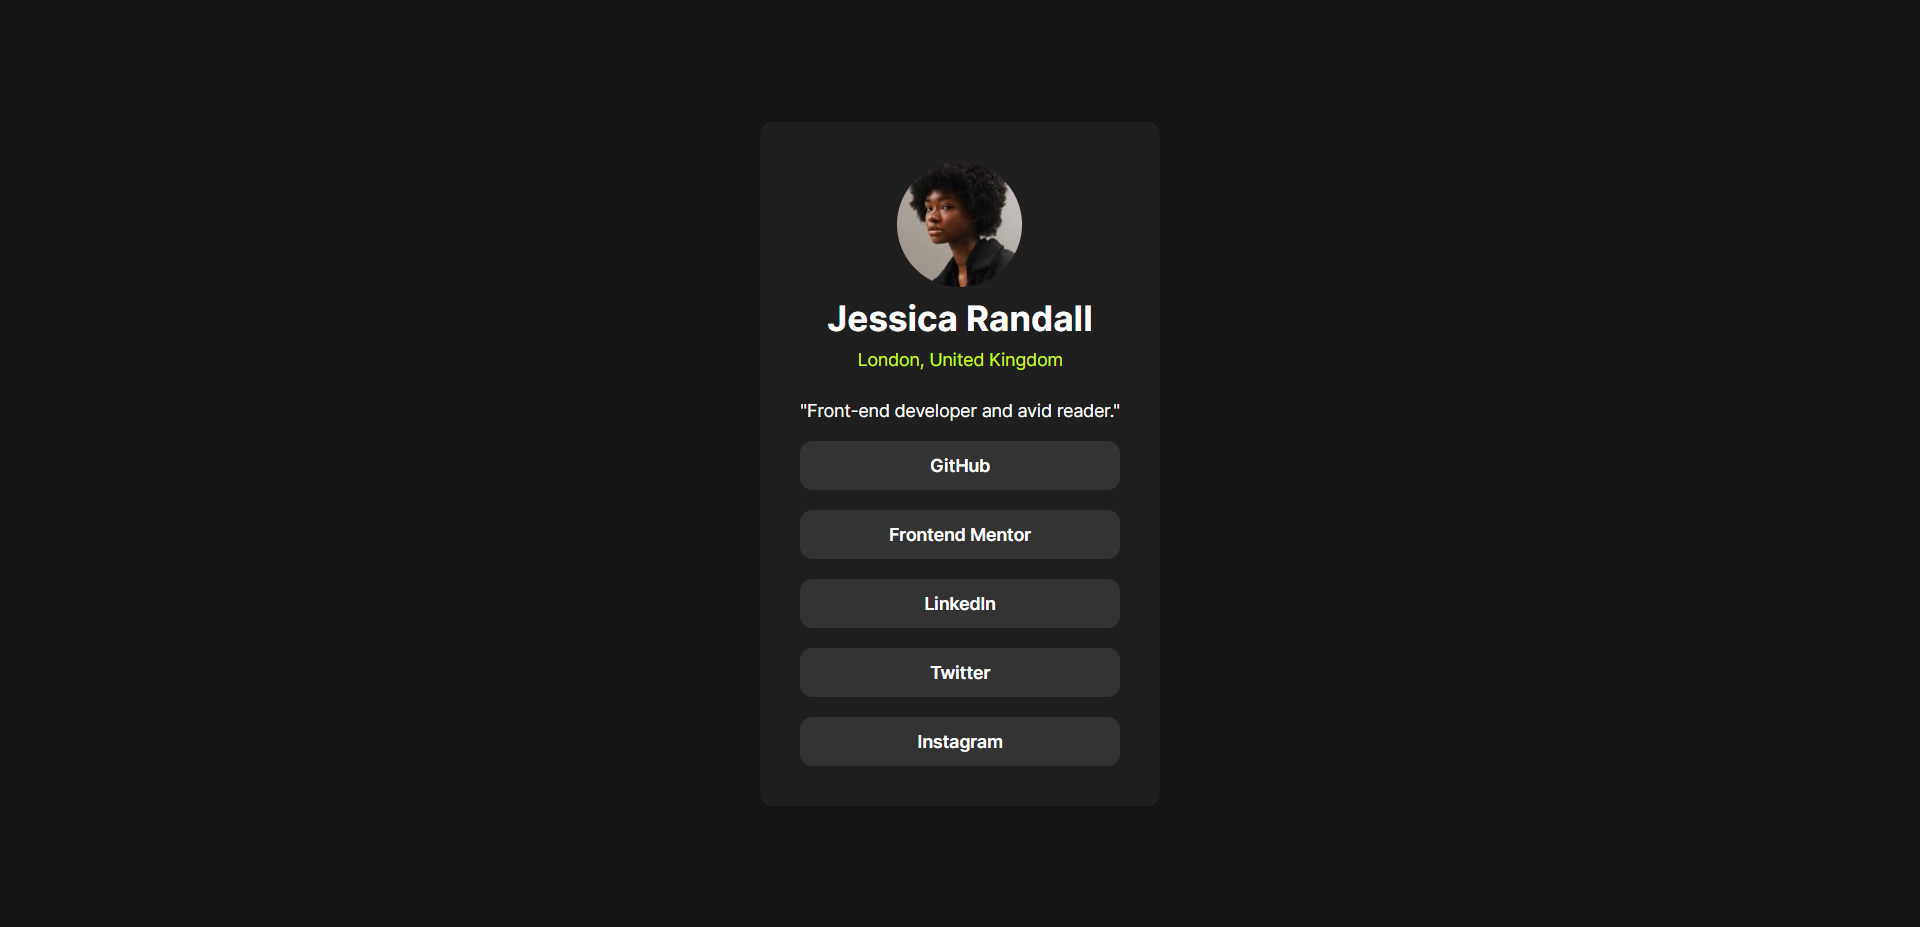 Jessica Randall
London, United Kingdom
"Front-end developer and avid reader."
GitHub
Frontend Mentor
LinkedIn
Twitter
Instagram